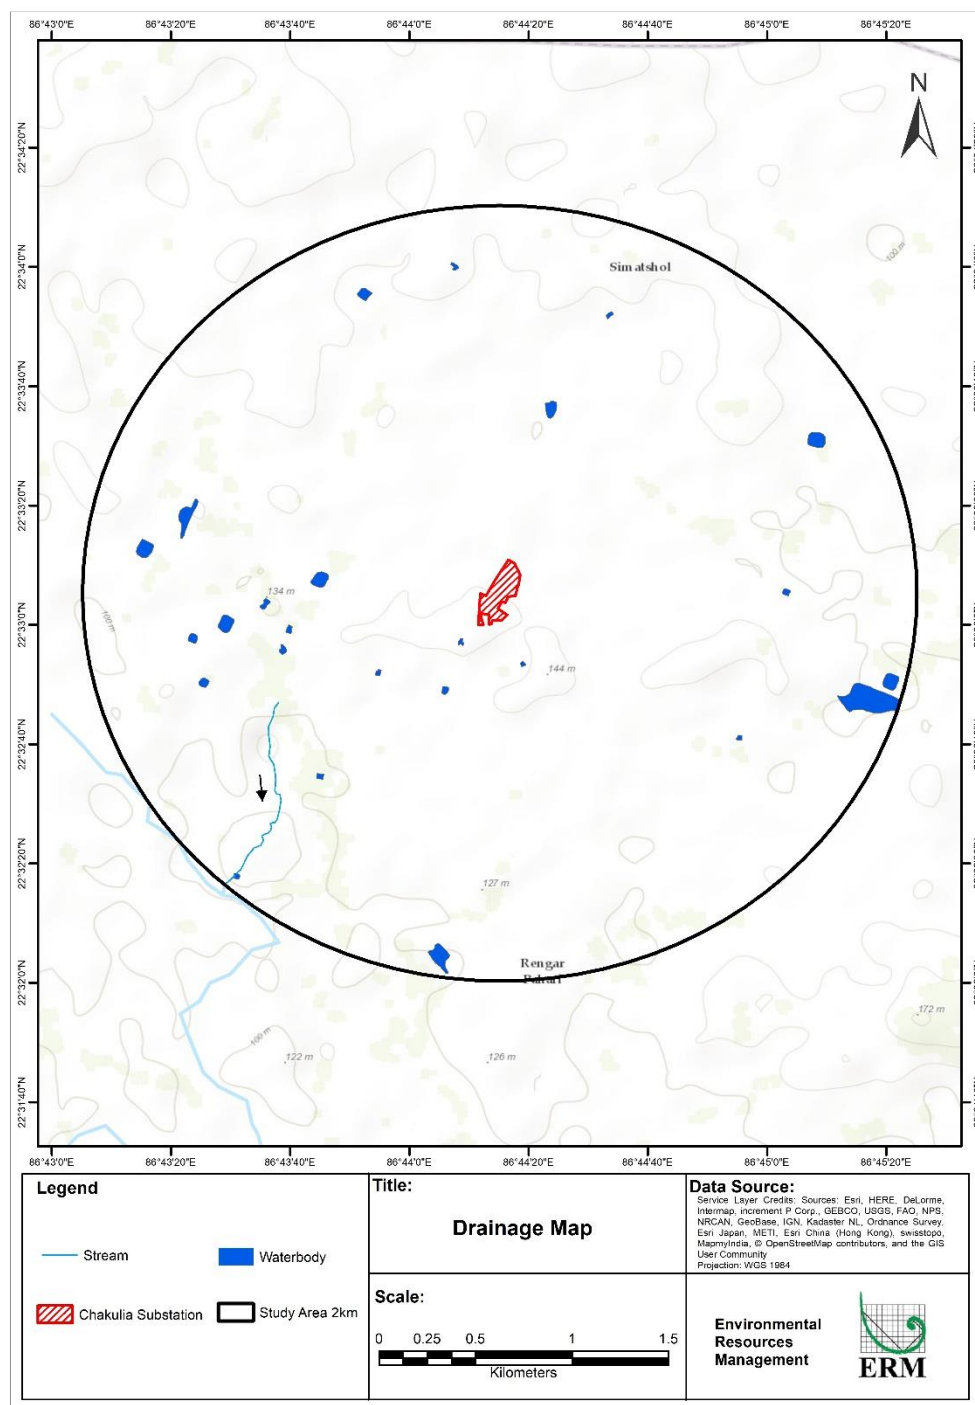 86°43'0"E 86°43'20"E 86°43'40"E 86°44'0"E 86°44'20"E 86°44'40"E 86°45'0"E 86°45'20"E
N
22°34'20"N
22°34'0"N
22°33'40"N
22°33'20"N
22°33'0"N
22°32'40"N
22°32'20"N
22°32'0"N
22°31'40"N
100 m
Simatshol
134 m
100 m
144 m
127 m
Rengar
172 m
100 m
122 m
126 m
86°43'0"E 86°43'20"E 86°43'40"E 86°44'0"E 86°44'20"E 86°44'40"E 86°45'0"E 86°45'20"E
Legend
Stream
Waterbody
Chakulia Substation
Study Area 2km
Title:
Drainage Map
Scale:
0 0.25 0.5 1 1.5
Kilometers
Data Source:
Service Layer Credits: Sources: Esri, HERE, DeLorme,
Intermap, increment P Corp., GEBCO, USGS, FAO, NPS,
NRCAN, GeoBase, IGN, Kadaster NL, Ordnance Survey,
Esri Japan, METI, Esri China (Hong Kong), swisstopo,
MapmyIndia, © OpenStreetMap contributors, and the GIS
User Community
Projection: WGS 1984
Environmental
Resources
Management
ERM